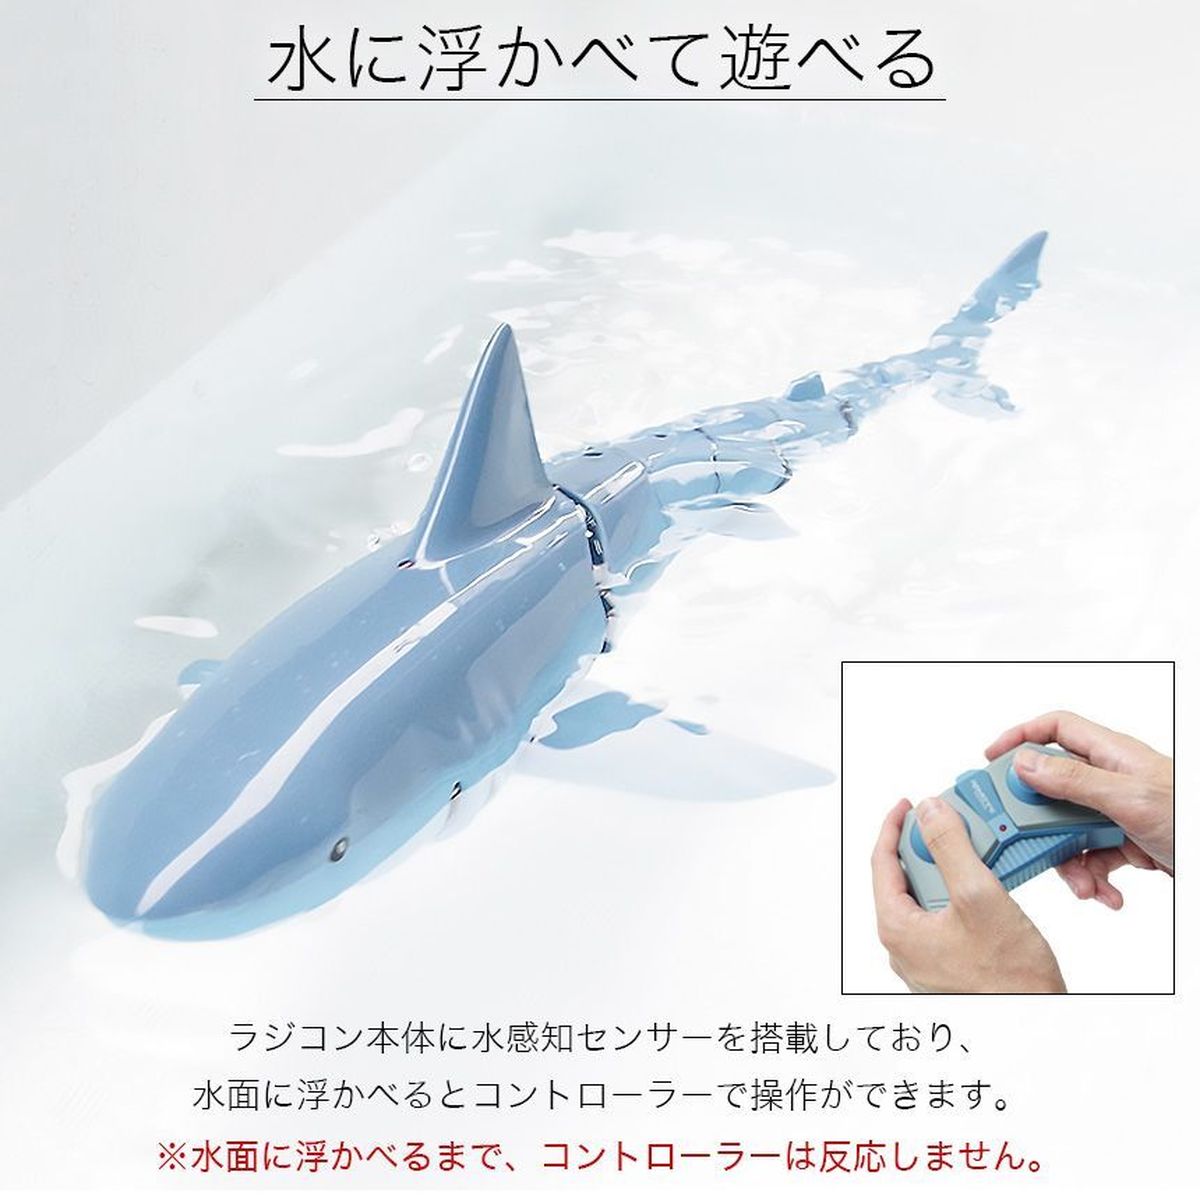 水に浮かべて遊べる
ラジコン本体に水感知センサーを搭載しており、
水面に浮かべるとコントローラーで操作ができます。
※水面に浮かべるまで、コントローラーは反応しません。